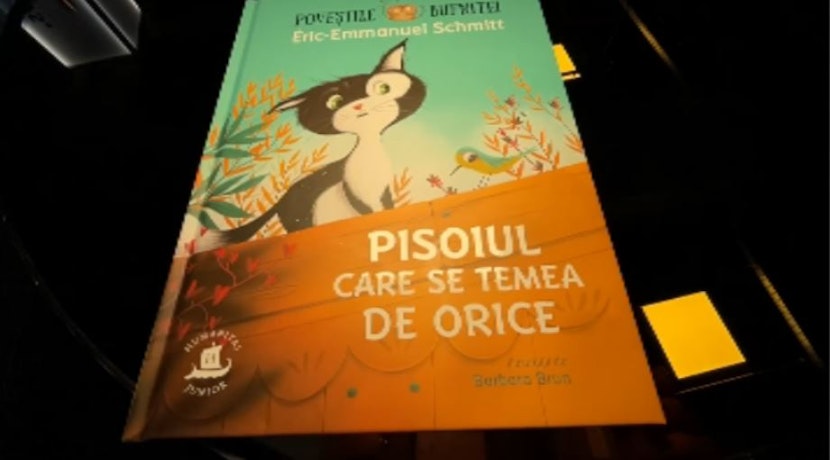 POVEȘTILE BUFNIȚEI
Éric-Emmanuel Schmitt
PISOIUL
CARE SE TEMEA
DE ORICE
HUMANITAS
JUNIOR
Barbara Brun